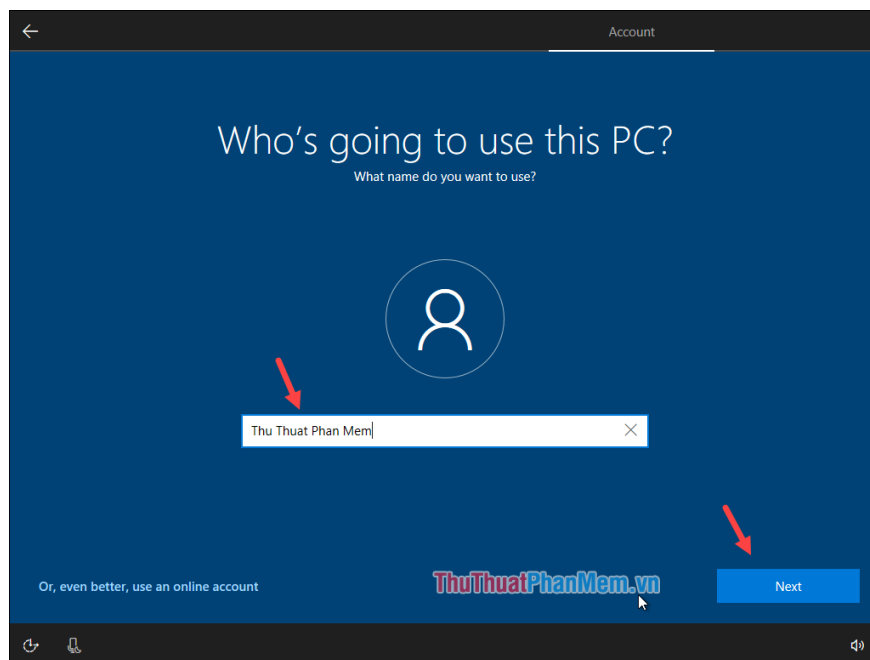 Account
Who's going to use this PC?
What name do you want to use?
Thu Thuat Phan Mem
Or, even better, use an online account
ThuThuatPhanMem.vn
Next